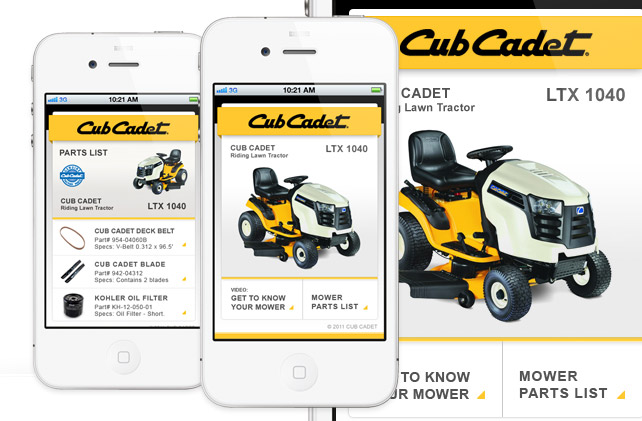 3G
10:21 AM
Cub Cadet
PARTS LIST
Cub Cadet
CUB CADET
Riding Lawn Tractor
LTX 1040
CUB CADET DECK BELT
Part# 954-04060B
Specs: V-Belt 0.312 x 96.5'
CUB CADET BLADE
Part# 942-04312
Specs: Contains 2 blades
KOHLER OIL FILTER
Part# KH-12-050-01
Specs: Oil Filter - Short.
3G
10:21 AM
Cub Cadet
CUB CADET
Riding Lawn Tractor
LTX 1040
VIDEO:
GET TO KNOW
YOUR MOWER
MOWER
PARTS LIST
© 2011 CUB CADET
Cub Cadet
CADET
ng Lawn Tractor
LTX 1040
TO KNOW
UR MOWER
MOWER
PARTS LIST